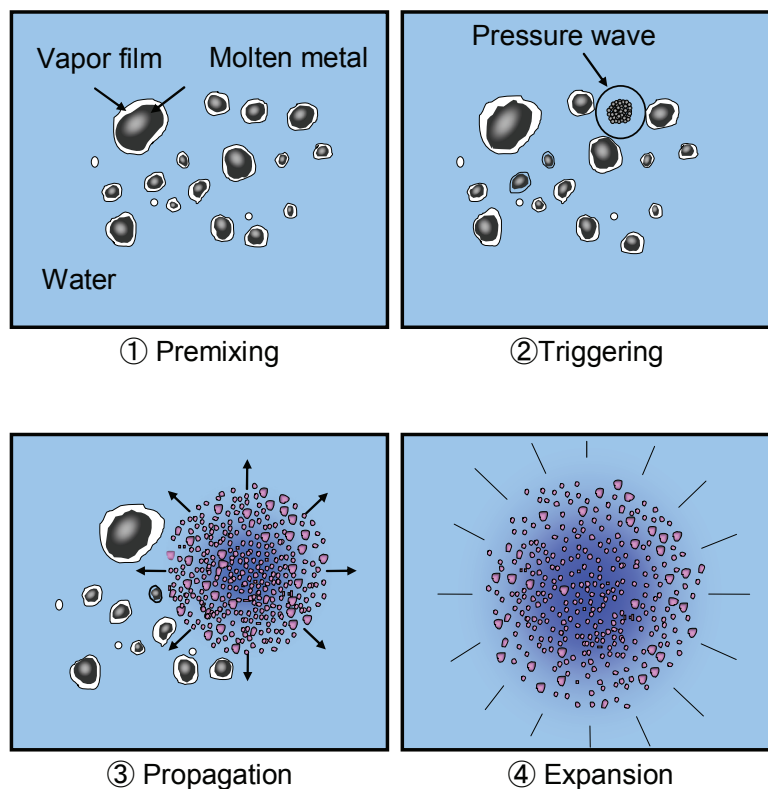 Vapor film
Molten metal
Water
① Premixing
Pressure wave
②Triggering
③ Propagation
④ Expansion